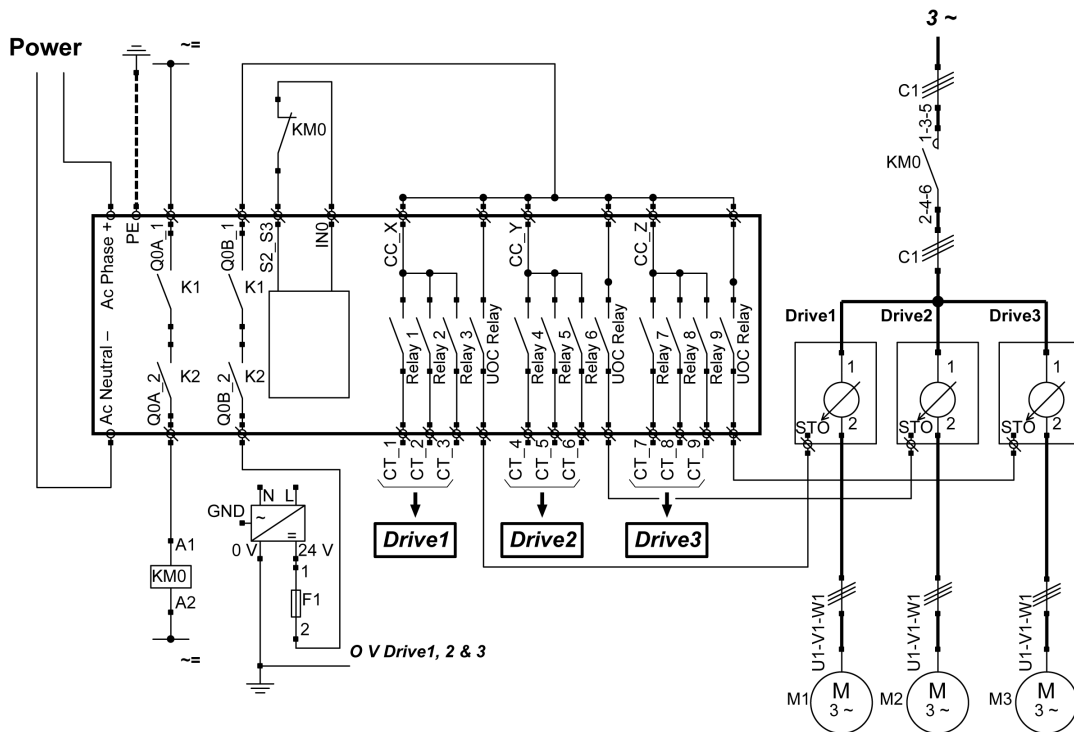 3 ~
Power
~=
C1
1-3-5
KM0
KM0
2-4-6
C1
Ac Phase +
PE
Q0A_1
Q0B_1
S2_S3
IN0
CC_X
CC_Y
CC_Z
K1
K1
Relay 1
Relay 2
Relay 3
UOC Relay
Relay 4
Relay 5
Relay 6
UOC Relay
Relay 7
Relay 8
Relay 9
UOC Relay
Ac Neutral –
Q0A_2
K2
Q0B_2
K2
Drive1
Drive2
Drive3
1
1
1
STO
2
STO
2
STO
2
CT_1
CT_2
CT_3
CT_4
CT_5
CT_6
CT_7
CT_8
CT_9
N L
GND
~
=
0 V
24 V
Drive1
Drive2
Drive3
A1
KM0
A2
1
F1
2
~=
O V Drive1, 2 & 3
U1-V1-W1
U1-V1-W1
U1-V1-W1
M1
M
3 ~
M2
M
3 ~
M3
M
3 ~